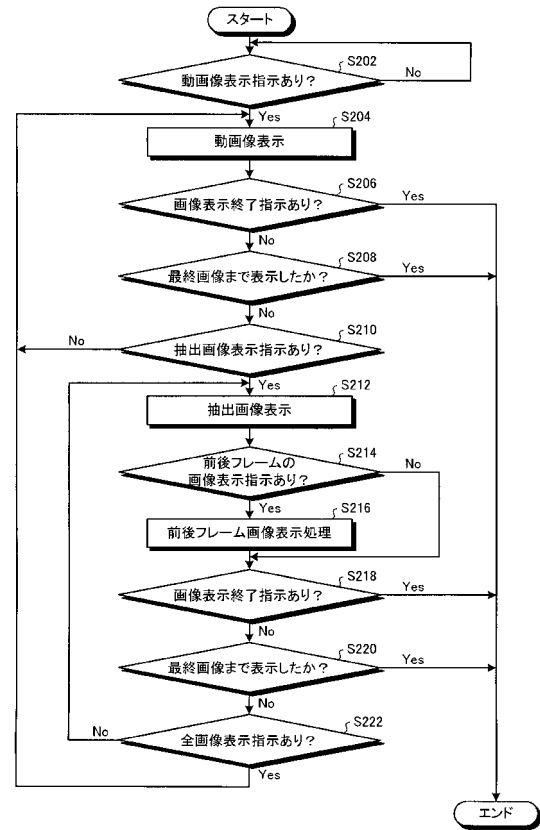 スタート
S202
動画像表示指示あり?
No
Yes
S204
動画像表示
S206
画像表示終了指示あり?
Yes
No
S208
最終画像まで表示したか?
Yes
No
S210
抽出画像表示指示あり?
No
Yes
S212
抽出画像表示
S214
前後フレームの
画像表示指示あり?
No
Yes
S216
前後フレーム画像表示処理
S218
画像表示終了指示あり?
Yes
No
S220
最終画像まで表示したか?
Yes
No
S222
全画像表示指示あり?
No
Yes
エンド